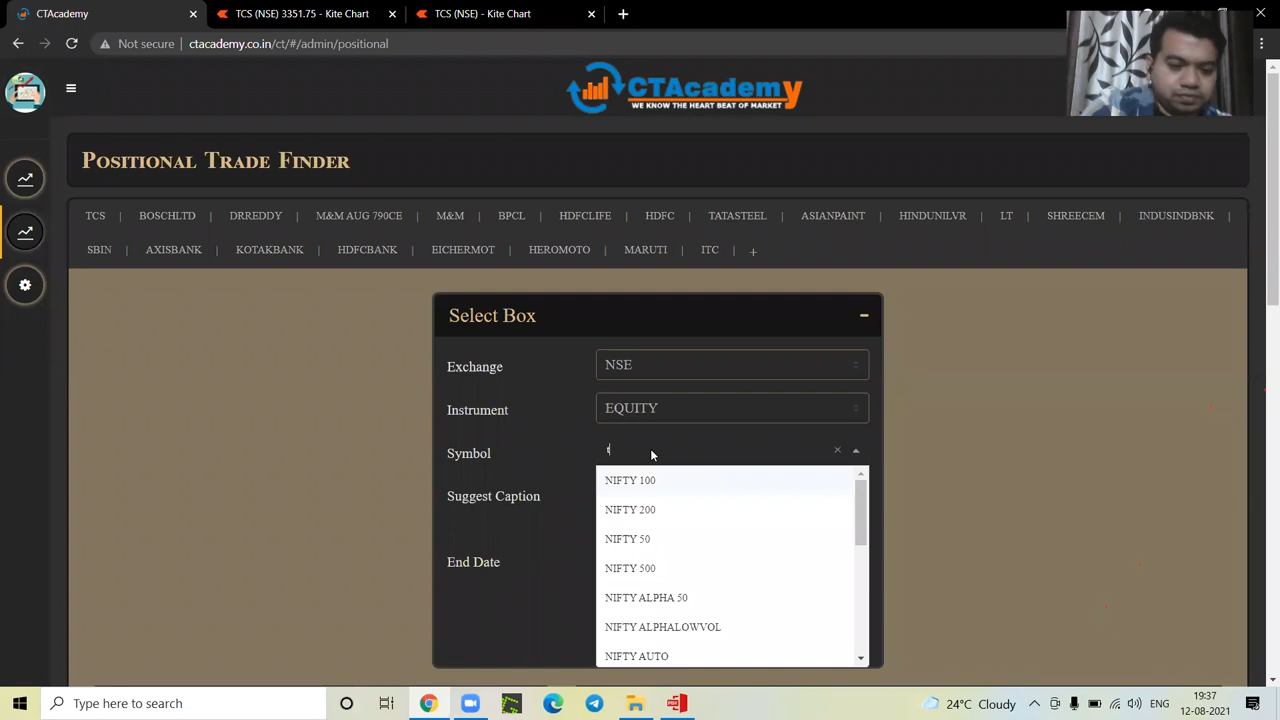 CTAcademy
TCS (NSE) 3351.75 - Kite Chart
TCS (NSE) - Kite Chart
Not secure
ctacademy.co.in/ct/#/admin/positional
CTAcademy
WE KNOW THE HEART BEAT OF MARKET
Positional Trade Finder
TCS | BOSCHLTD | DRREDDY | M&M AUG 790CE | M&M | BPCL | HDFCLIFE | HDFC | TATASTEEL | ASIANPAINT | HINDUNILVR | LT | SHREECEM | INDUSINDBNK |
SBIN | AXISBANK | KOTAKBANK | HDFCBANK | EICHERMOT | HEROMOTO | MARUTI | ITC | +
Select Box
Exchange NSE
Instrument EQUITY
Symbol t
NIFTY 100
Suggest Caption
NIFTY 200
NIFTY 50
End Date
NIFTY 500
NIFTY ALPHA 50
NIFTY ALPHALOWVOL
NIFTY AUTO
Type here to search
24°C Cloudy
ENG
19:37
12-08-2021